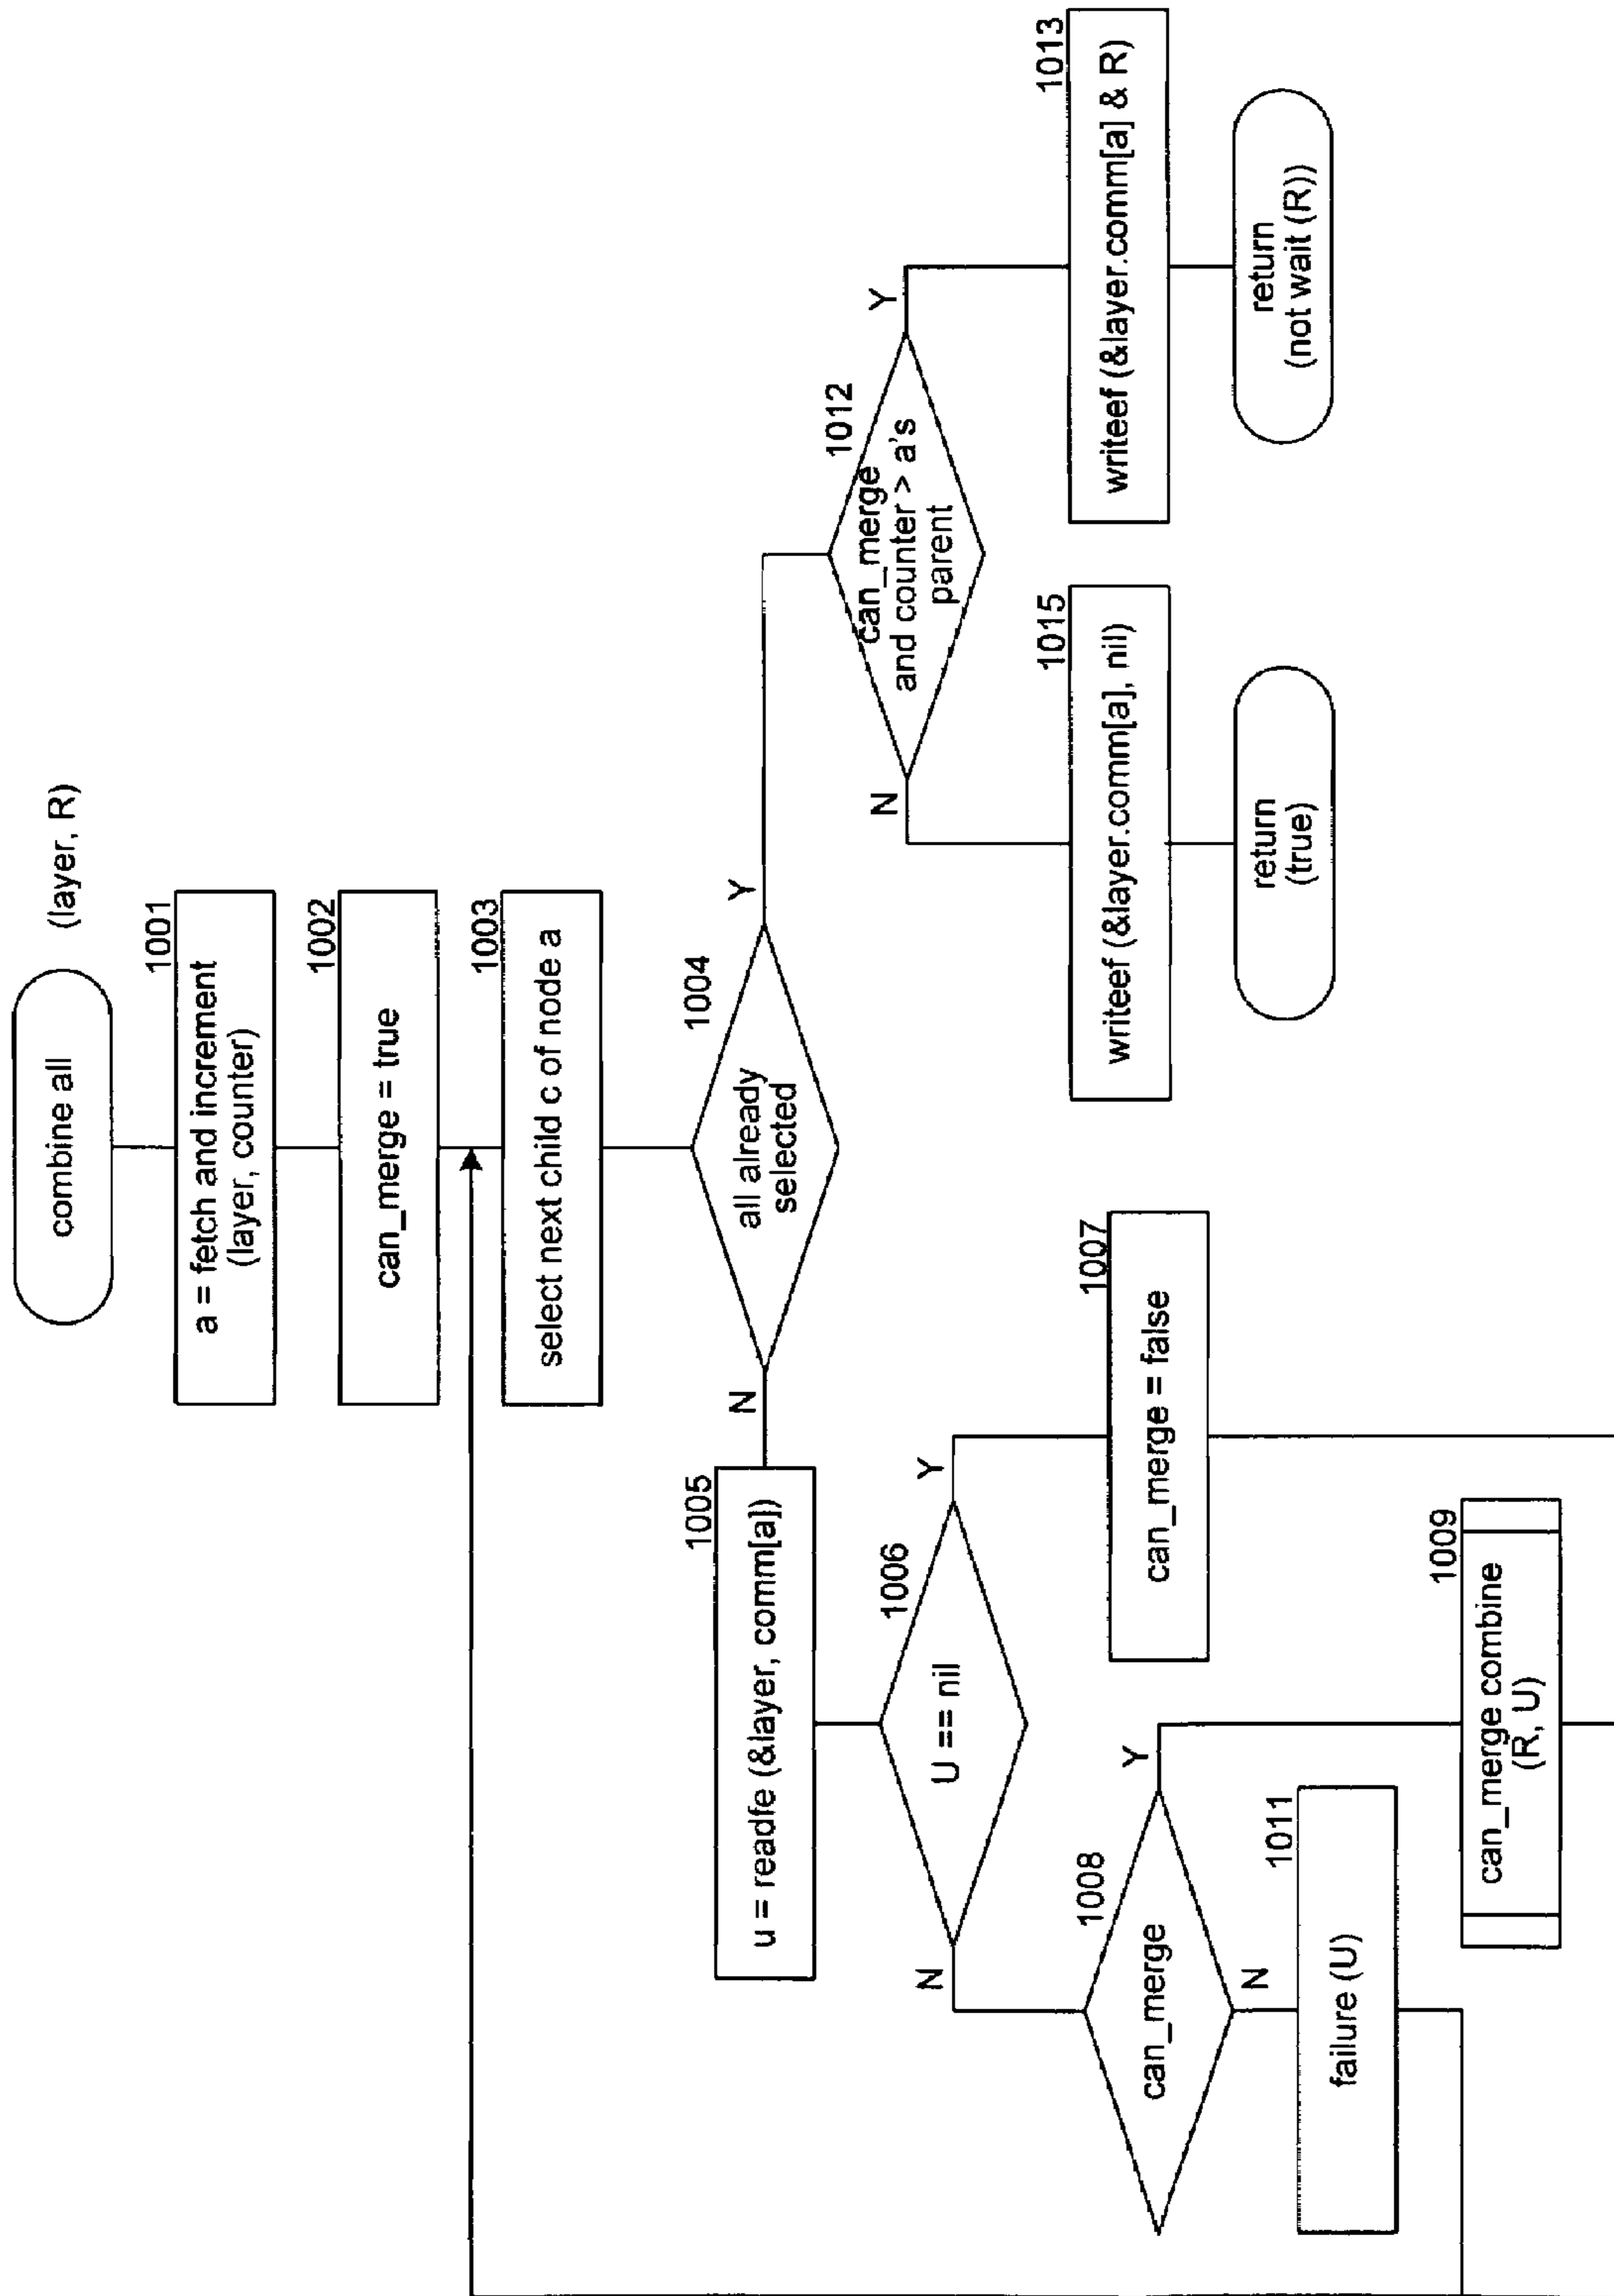 combine all
(layer, R)
1001
a = fetch and increment
(layer, counter)
1002
can_merge = true
1003
select next child c of node a
1004
all already
selected
N
Y
1005
u = readfe (&layer, comm[a])
1006
U == nil
N
Y
1007
can_merge = false
1008
can_merge
Y
N
1009
can_merge combine
(R, U)
1011
failure (U)
1012
can_merge
and counter > a's
parent
N
Y
1015
writeef (&layer.comm[a], nil)
return
(true)
1013
writeef (&layer.comm[a] & R)
return
(not wait (R))